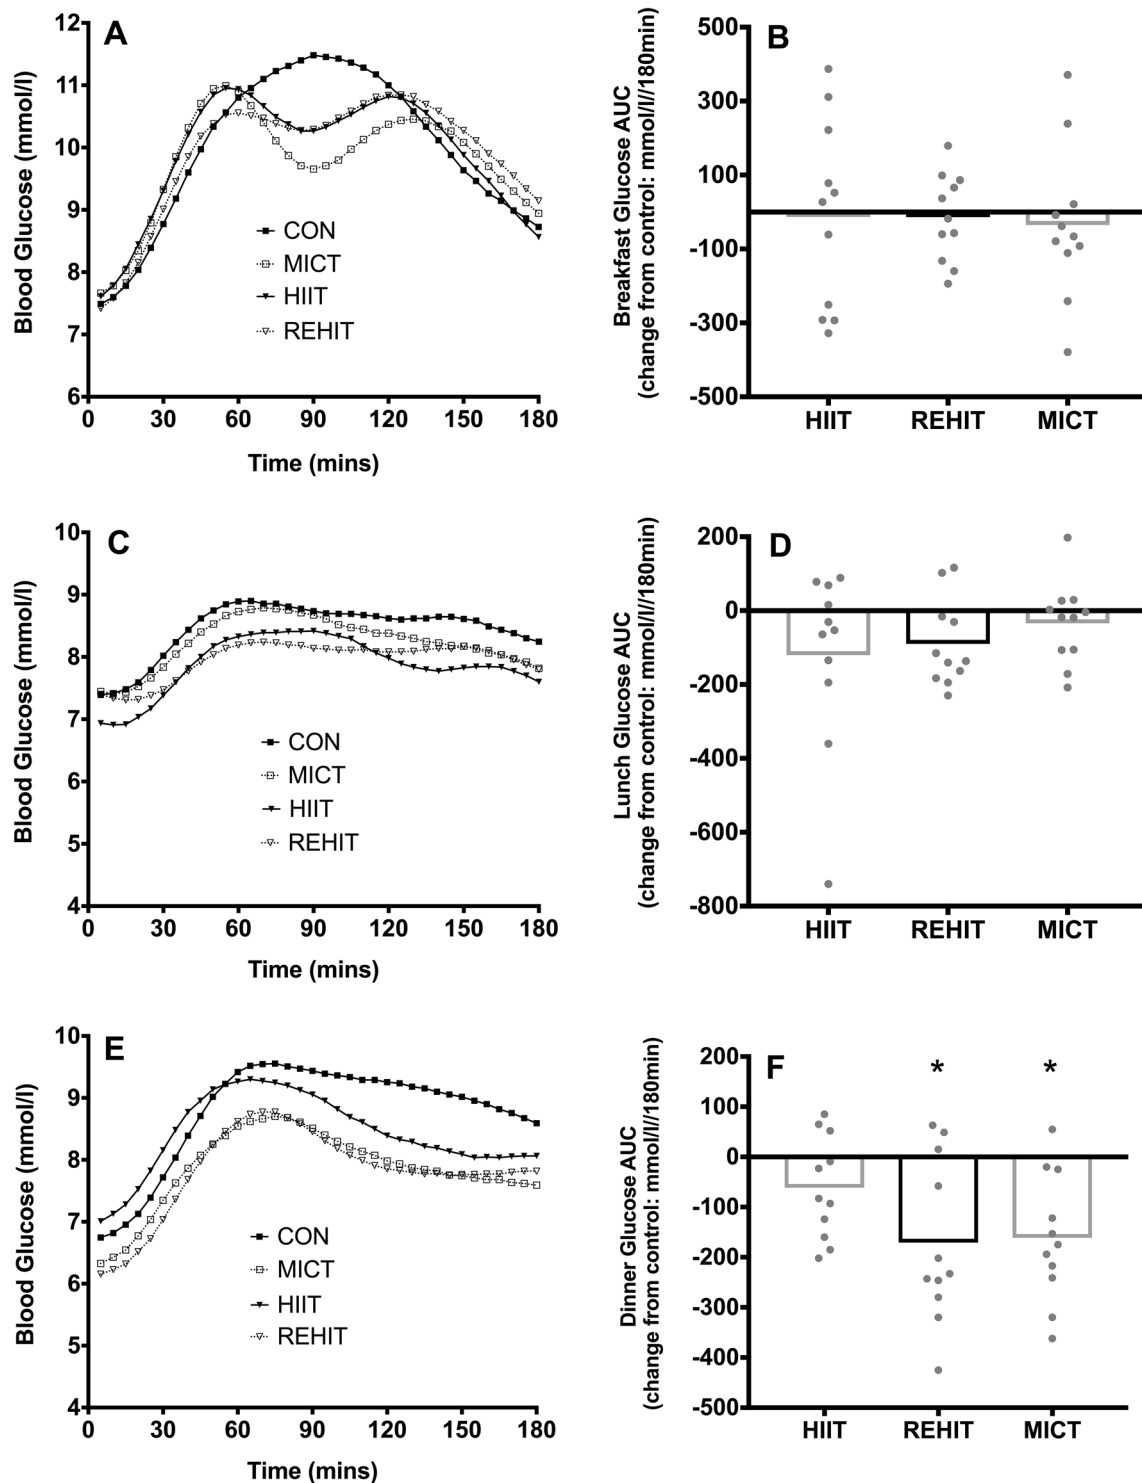 A
Blood Glucose (mmol/l)
12
11
10
9
8
7
6
0 30 60 90 120 150 180
Time (mins)
CON
MICT
HIIT
REHIT
B
Breakfast Glucose AUC
(change from control: mmol/l//180min)
500
300
100
-100
-300
-500
HIIT REHIT MICT
C
Blood Glucose (mmol/l)
10
9
8
7
6
5
4
0 30 60 90 120 150 180
Time (mins)
CON
MICT
HIIT
REHIT
D
Lunch Glucose AUC
(change from control: mmol/l//180min)
200
0
-200
-400
-600
-800
HIIT REHIT MICT
E
Blood Glucose (mmol/l)
10
9
8
7
6
5
4
0 30 60 90 120 150 180
Time (mins)
CON
MICT
HIIT
REHIT
F
Dinner Glucose AUC
(change from control: mmol/l//180min)
* *
200
100
0
-100
-200
-300
-400
-500
HIIT REHIT MICT